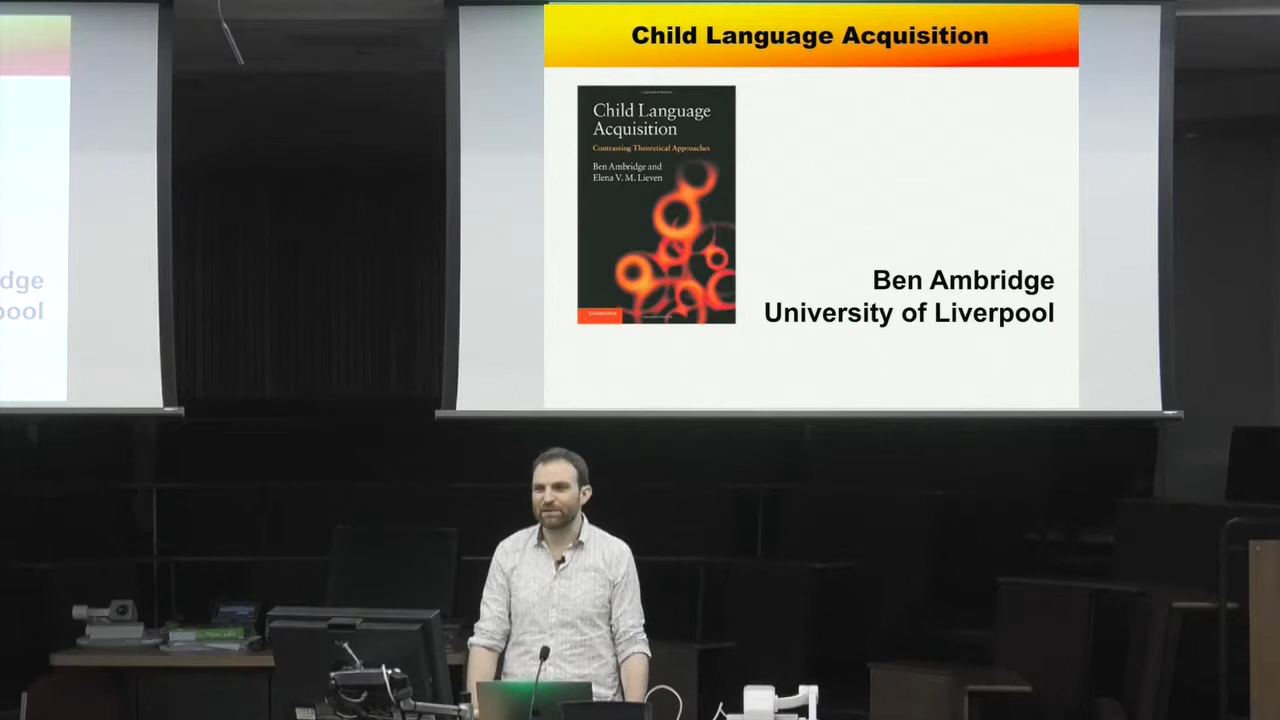 Child Language Acquisition
Child Language
Acquisition
Contrasting Theoretical Approaches
Ben Ambridge and
Elena V. M. Lieven
CAMBRIDGE
Ben Ambridge
University of Liverpool
dge
pool